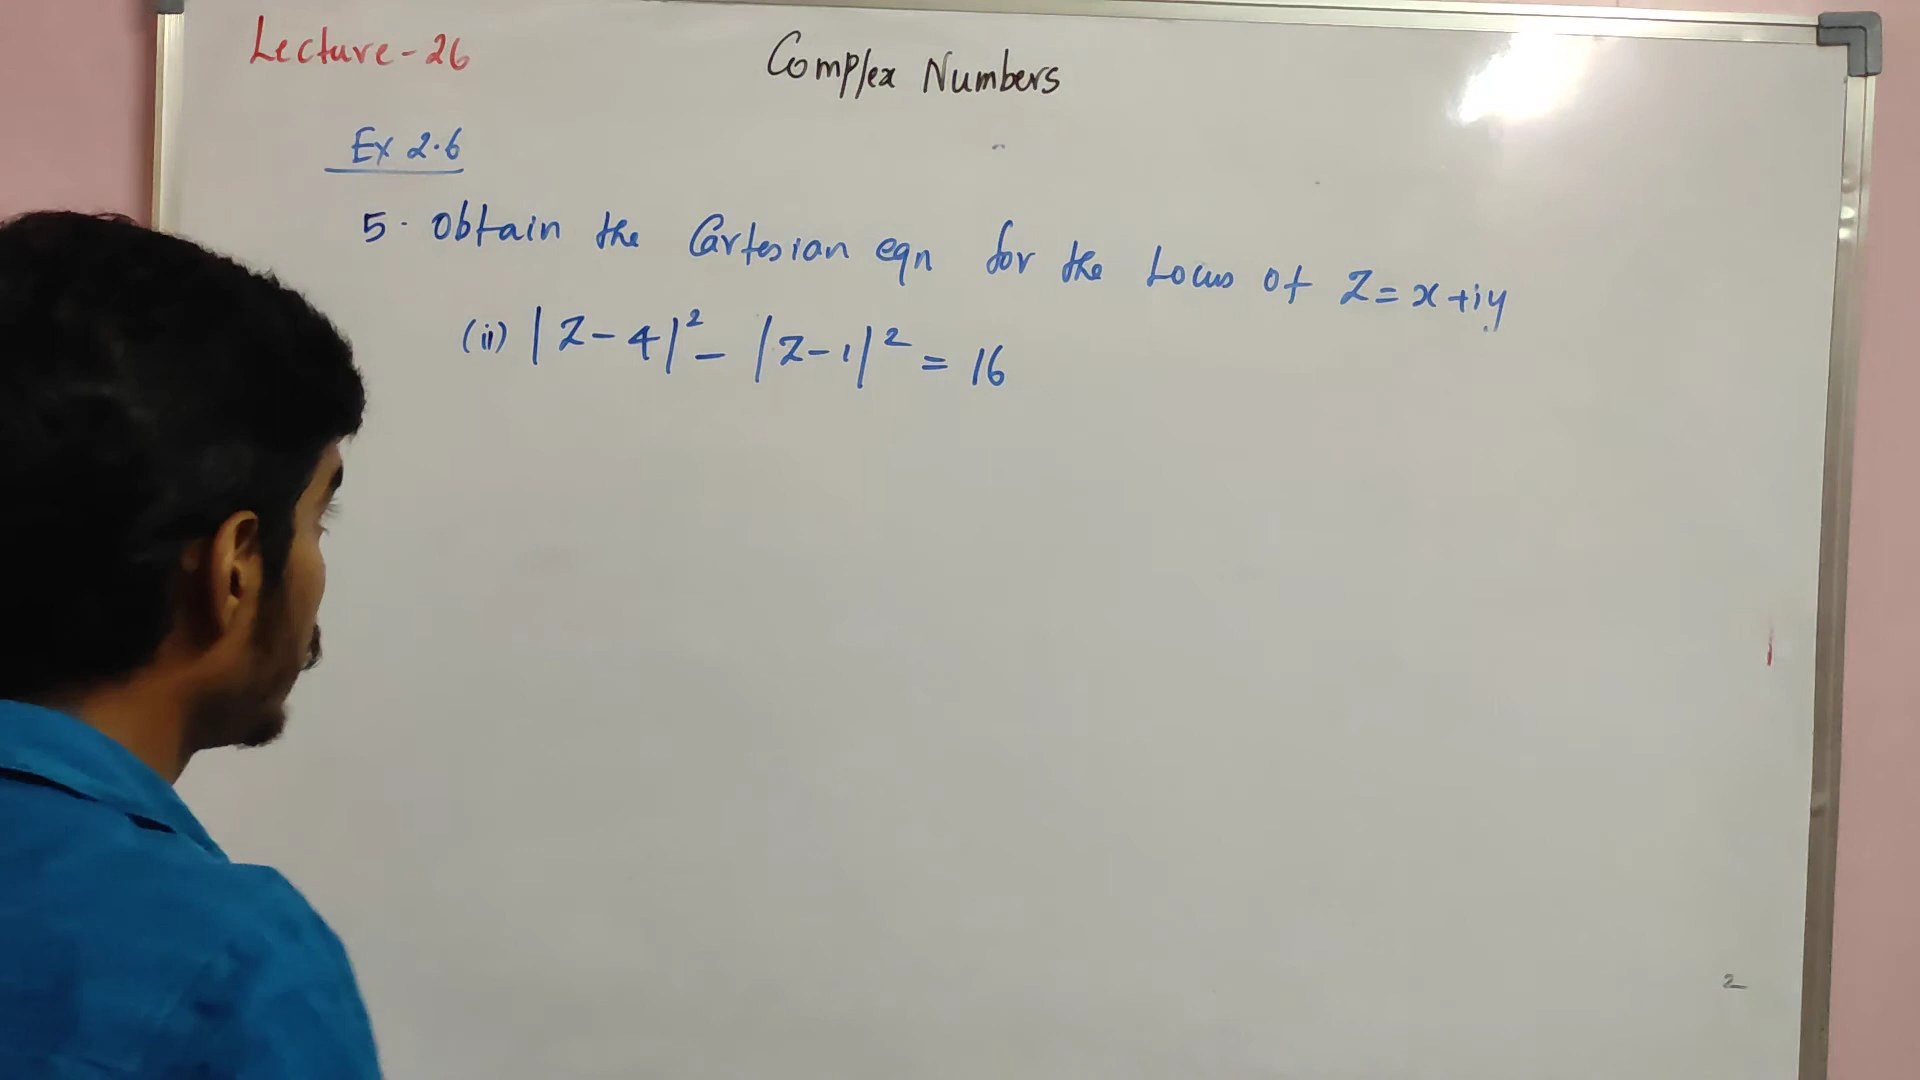 Lecture-26
Complex Numbers
Ex 2.6
5. Obtain the Cartesian eqn for the Locus of Z=x+iy
(ii) |Z-4|² - |Z-1|² = 16
2